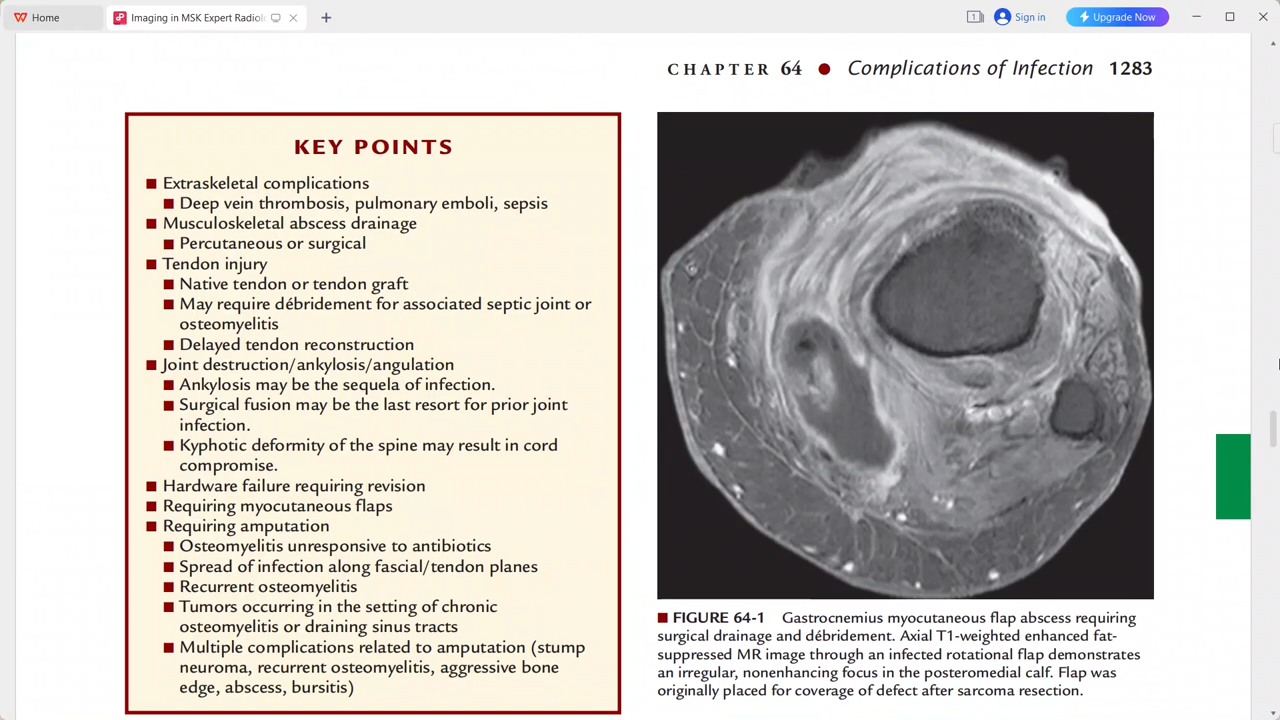 Home
Imaging in MSK Expert Radiol
1
Sign in
Upgrade Now
CHAPTER 64 ● Complications of Infection 1283
KEY POINTS
■ Extraskeletal complications
■ Deep vein thrombosis, pulmonary emboli, sepsis
■ Musculoskeletal abscess drainage
■ Percutaneous or surgical
■ Tendon injury
■ Native tendon or tendon graft
■ May require débridement for associated septic joint or
osteomyelitis
■ Delayed tendon reconstruction
■ Joint destruction/ankylosis/angulation
■ Ankylosis may be the sequela of infection.
■ Surgical fusion may be the last resort for prior joint
infection.
■ Kyphotic deformity of the spine may result in cord
compromise.
■ Hardware failure requiring revision
■ Requiring myocutaneous flaps
■ Requiring amputation
■ Osteomyelitis unresponsive to antibiotics
■ Spread of infection along fascial/tendon planes
■ Recurrent osteomyelitis
■ Tumors occurring in the setting of chronic
osteomyelitis or draining sinus tracts
■ Multiple complications related to amputation (stump
neuroma, recurrent osteomyelitis, aggressive bone
edge, abscess, bursitis)
■ FIGURE 64-1 Gastrocnemius myocutaneous flap abscess requiring
surgical drainage and débridement. Axial T1-weighted enhanced fat-
suppressed MR image through an infected rotational flap demonstrates
an irregular, nonenhancing focus in the posteromedial calf. Flap was
originally placed for coverage of defect after sarcoma resection.